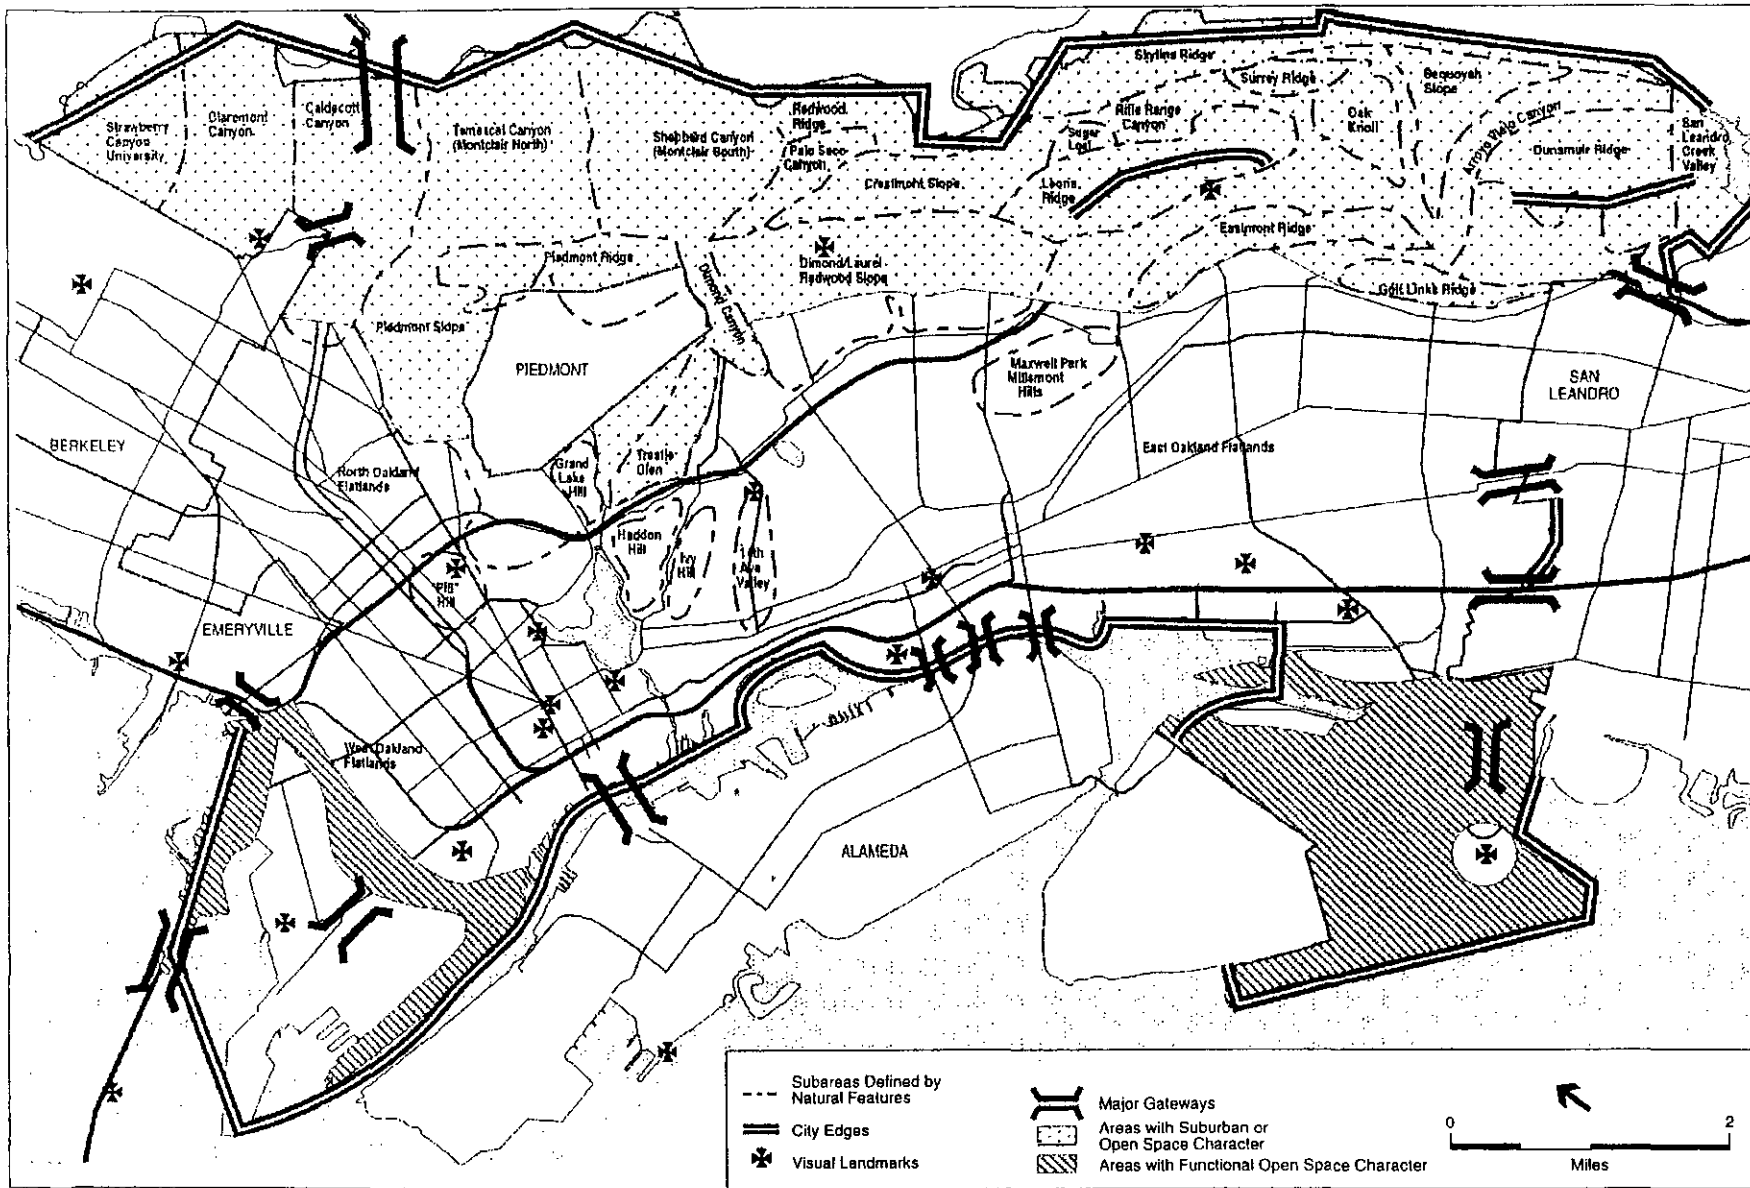 Skyline Ridge
Surrey Ridge
Sequoyah
Slope
Strawberry
Canyon
University
Claremont
Canyon
Caldecott
Canyon
Temescal Canyon
(Montclair North)
Shephard Canyon
(Montclair South)
Redwood
Ridge
Palo Seco
Canyon
Crestmont Slope
Sugar
Loaf
Rifle Range
Canyon
Leona
Ridge
Oak
Knoll
Arroyo Viejo Canyon
Dunsmuir Ridge
San
Leandro
Creek
Valley
Eastmont Ridge
Golf Links Ridge
Piedmont Ridge
Dimond Canyon
Dimond/Laurel
Redwood Slope
Piedmont Slope
PIEDMONT
Maxwell Park
Millsmont
Hills
SAN
LEANDRO
BERKELEY
North Oakland
Flatlands
Grand
Lake
Hill
Trestle
Glen
East Oakland Flatlands
Haddon
Hill
Ivy
Hill
14th
Ave
Valley
"Pill"
Hill
EMERYVILLE
West Oakland
Flatlands
ALAMEDA
Subareas Defined by
Natural Features
City Edges
Visual Landmarks
Major Gateways
Areas with Suburban or
Open Space Character
Areas with Functional Open Space Character
0 2
Miles